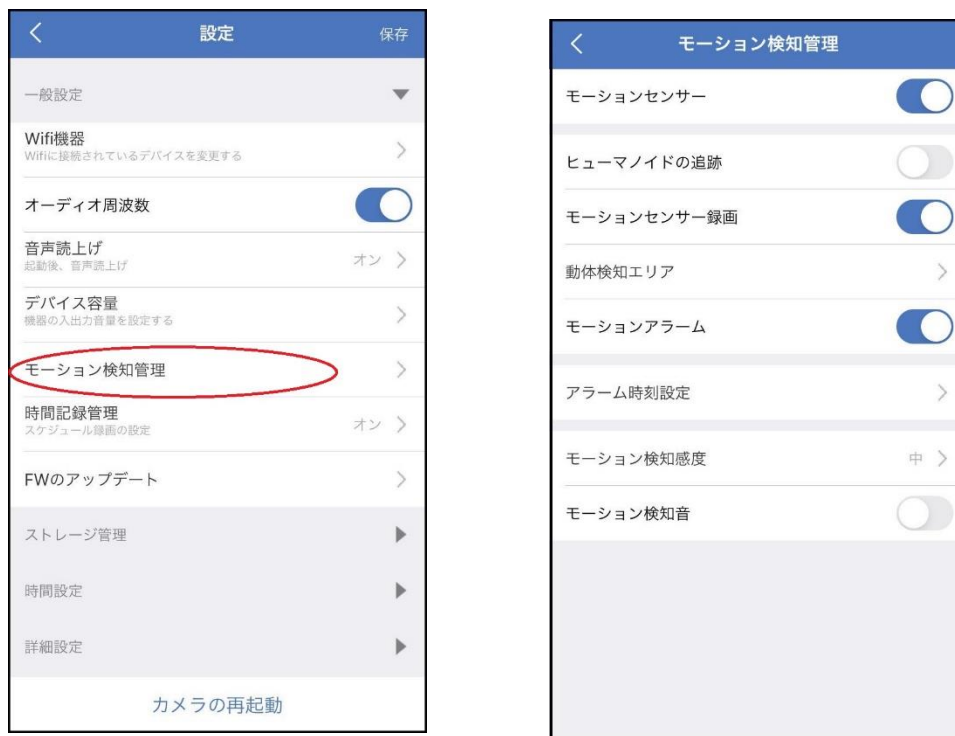 設定
保存
一般設定
Wifi機器
Wifiに接続されているデバイスを変更する
オーディオ周波数
音声読上げ
起動後、音声読上げ
オン
デバイス容量
機器の入出力音量を設定する
モーション検知管理
時間記録管理
スケジュール録画の設定
オン
FWのアップデート
ストレージ管理
時間設定
詳細設定
カメラの再起動
モーション検知管理
モーションセンサー
ヒューマノイドの追跡
モーションセンサー録画
動体検知エリア
モーションアラーム
アラーム時刻設定
モーション検知感度
中
モーション検知音